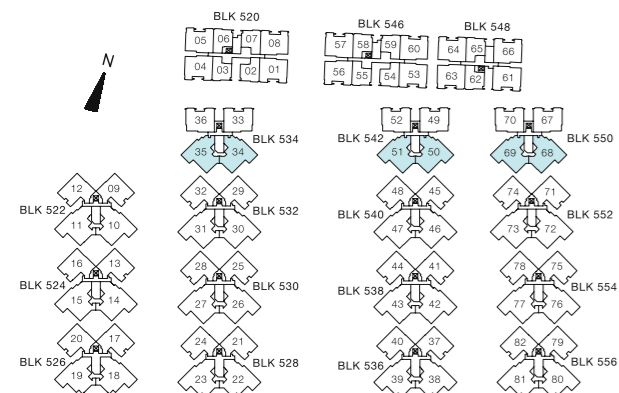 BLK 520
05 06 07 08
04 03 02 01
BLK 546
57 58 59 60
56 55 54 53
BLK 548
64 65 66
63 62 61
N
36 33
BLK 534
35 34
52 49
BLK 542
51 50
70 67
BLK 550
69 68
12 09
BLK 522
11 10
32 29
BLK 532
31 30
48 45
BLK 540
47 46
74 71
BLK 552
73 72
16 13
BLK 524
15 14
28 25
BLK 530
27 26
44 41
BLK 538
43 42
78 75
BLK 554
77 76
20 17
BLK 526
19 18
24 21
BLK 528
23 22
40 37
BLK 536
39 38
82 79
BLK 556
81 80